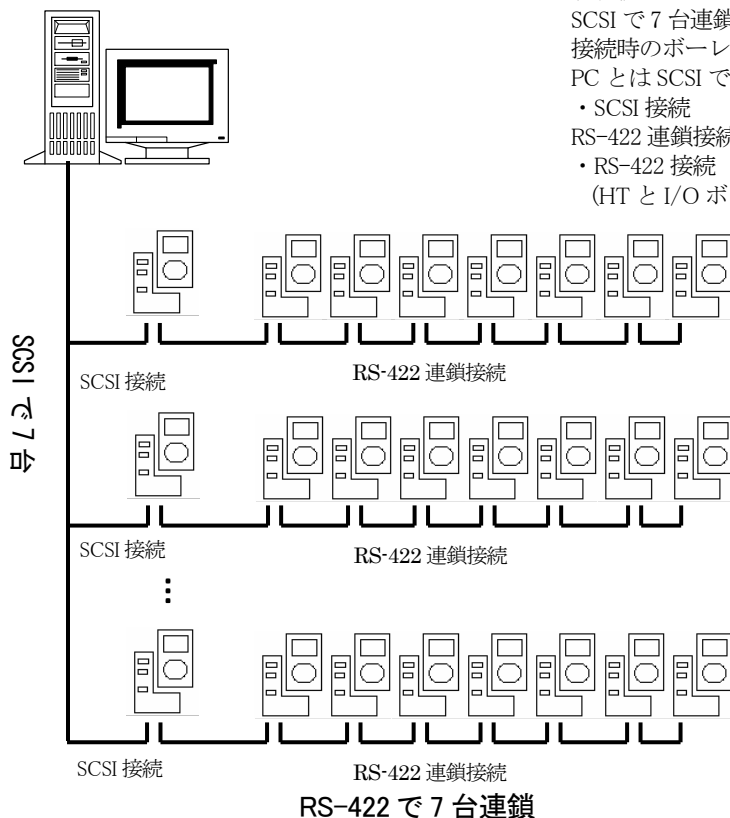 SCSI で 7 台連鎖
接続時のボーレ
PC とは SCSI で
・SCSI 接続
RS-422 連鎖接続
・RS-422 接続
(HT と I/O ボ
SCSI で 7 台
SCSI 接続
RS-422 連鎖接続
SCSI 接続
RS-422 連鎖接続
SCSI 接続
RS-422 連鎖接続
RS-422 で 7 台連鎖